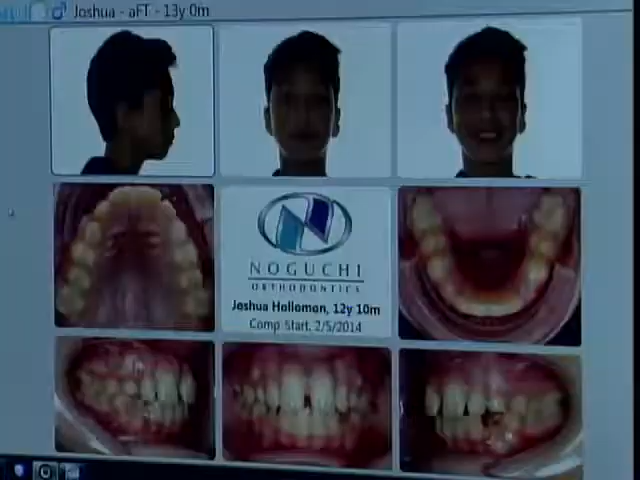 Joshua - aFT - 13y 0m
NOGUCHI
ORTHODONTICS
Joshua Holloman, 12y 10m
Comp Start, 2/5/2014